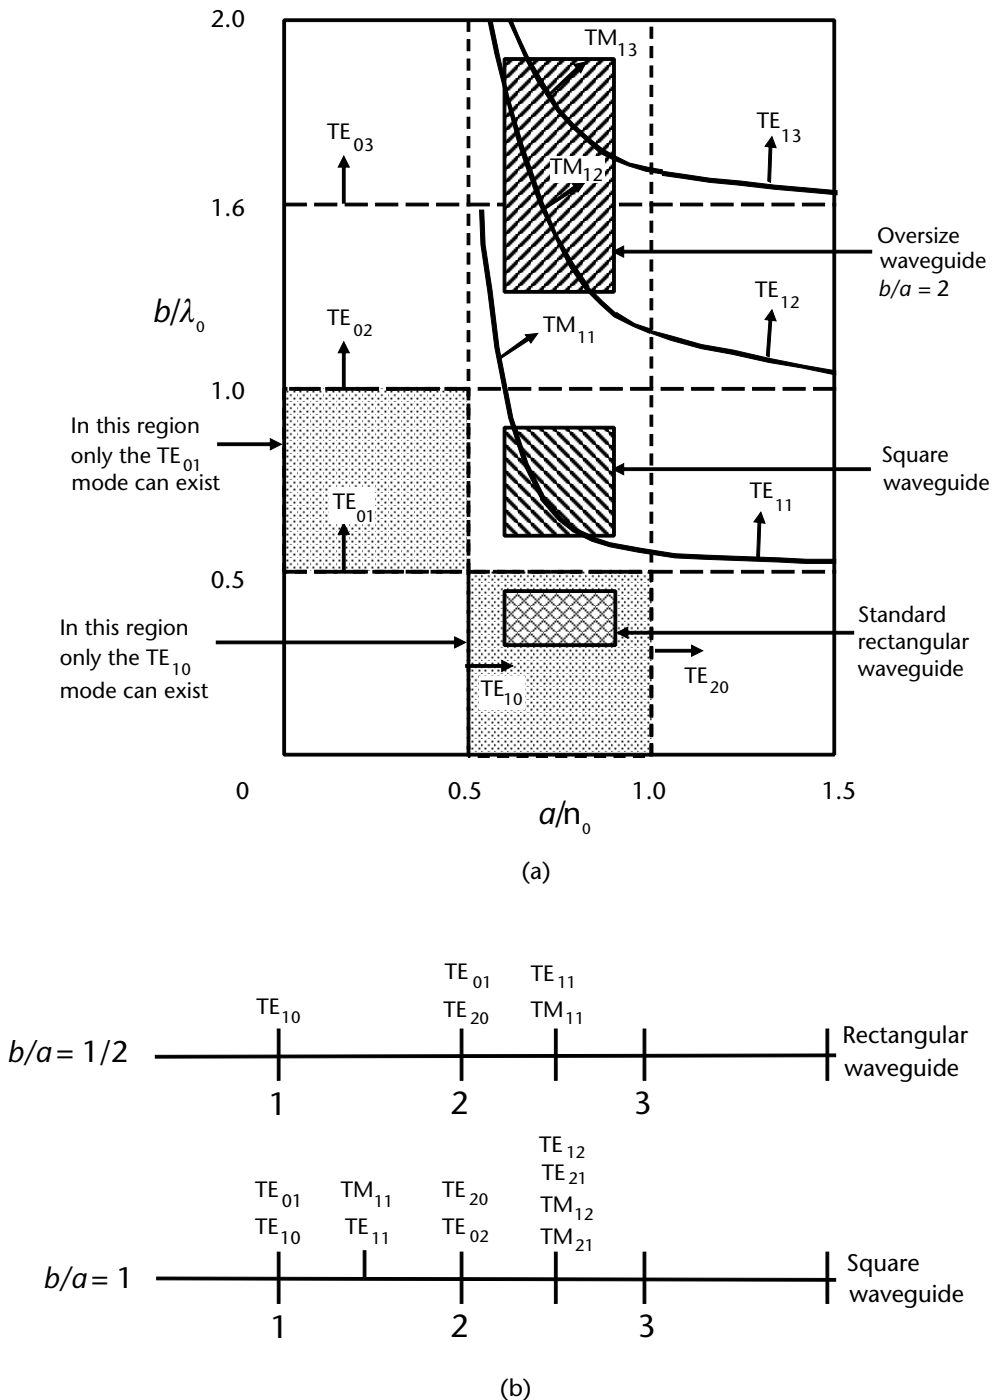 2.0
TM₁₃
TE₀₃
TE₁₃
TM₁₂
1.6
Oversize
waveguide
b/a = 2
b/λ₀
TE₀₂
TM₁₁
TE₁₂
1.0
In this region
only the TE₀₁
mode can exist
Square
waveguide
TE₀₁
TE₁₁
0.5
In this region
only the TE₁₀
mode can exist
Standard
rectangular
waveguide
TE₁₀
TE₂₀
0 0.5 1.0 1.5
a/n₀
(a)
TE₀₁ TE₁₁
TE₁₀ TE₂₀ TM₁₁
b/a = 1/2
Rectangular
waveguide
1 2 3
TE₁₂
TE₂₁
TE₀₁ TM₁₁ TE₂₀ TM₁₂
TE₁₀ TE₁₁ TE₀₂ TM₂₁
b/a = 1
Square
waveguide
1 2 3
(b)